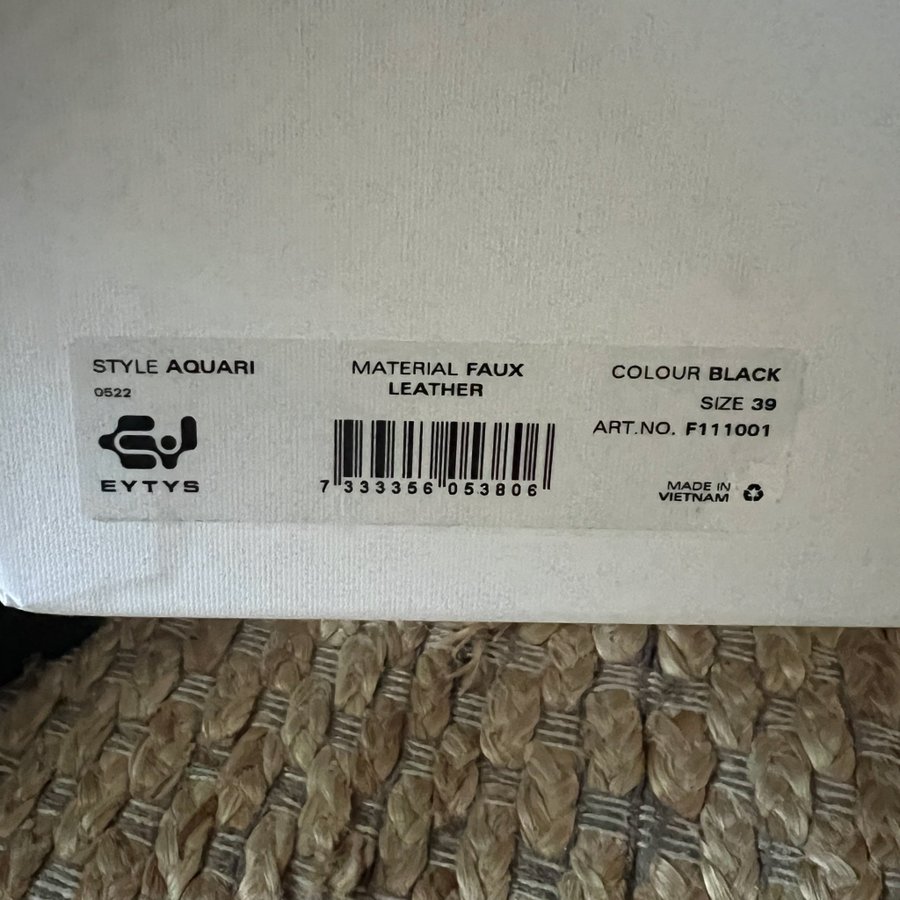 STYLE AQUARI
0522
EYTYS
MATERIAL FAUX
LEATHER
7 333356 053806
COLOUR BLACK
SIZE 39
ART.NO. F111001
MADE IN
VIETNAM